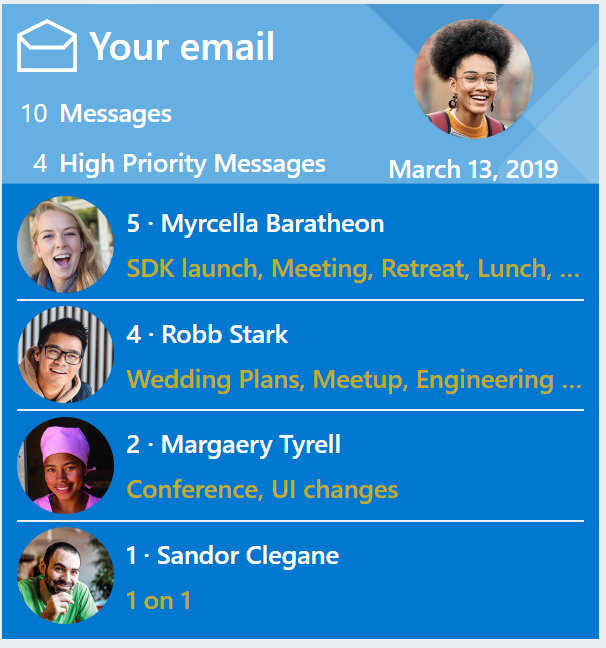 Your email
10 Messages
4 High Priority Messages
March 13, 2019
5 · Myrcella Baratheon
SDK launch, Meeting, Retreat, Lunch, ...
4 · Robb Stark
Wedding Plans, Meetup, Engineering ...
2 · Margaery Tyrell
Conference, UI changes
1 · Sandor Clegane
1 on 1